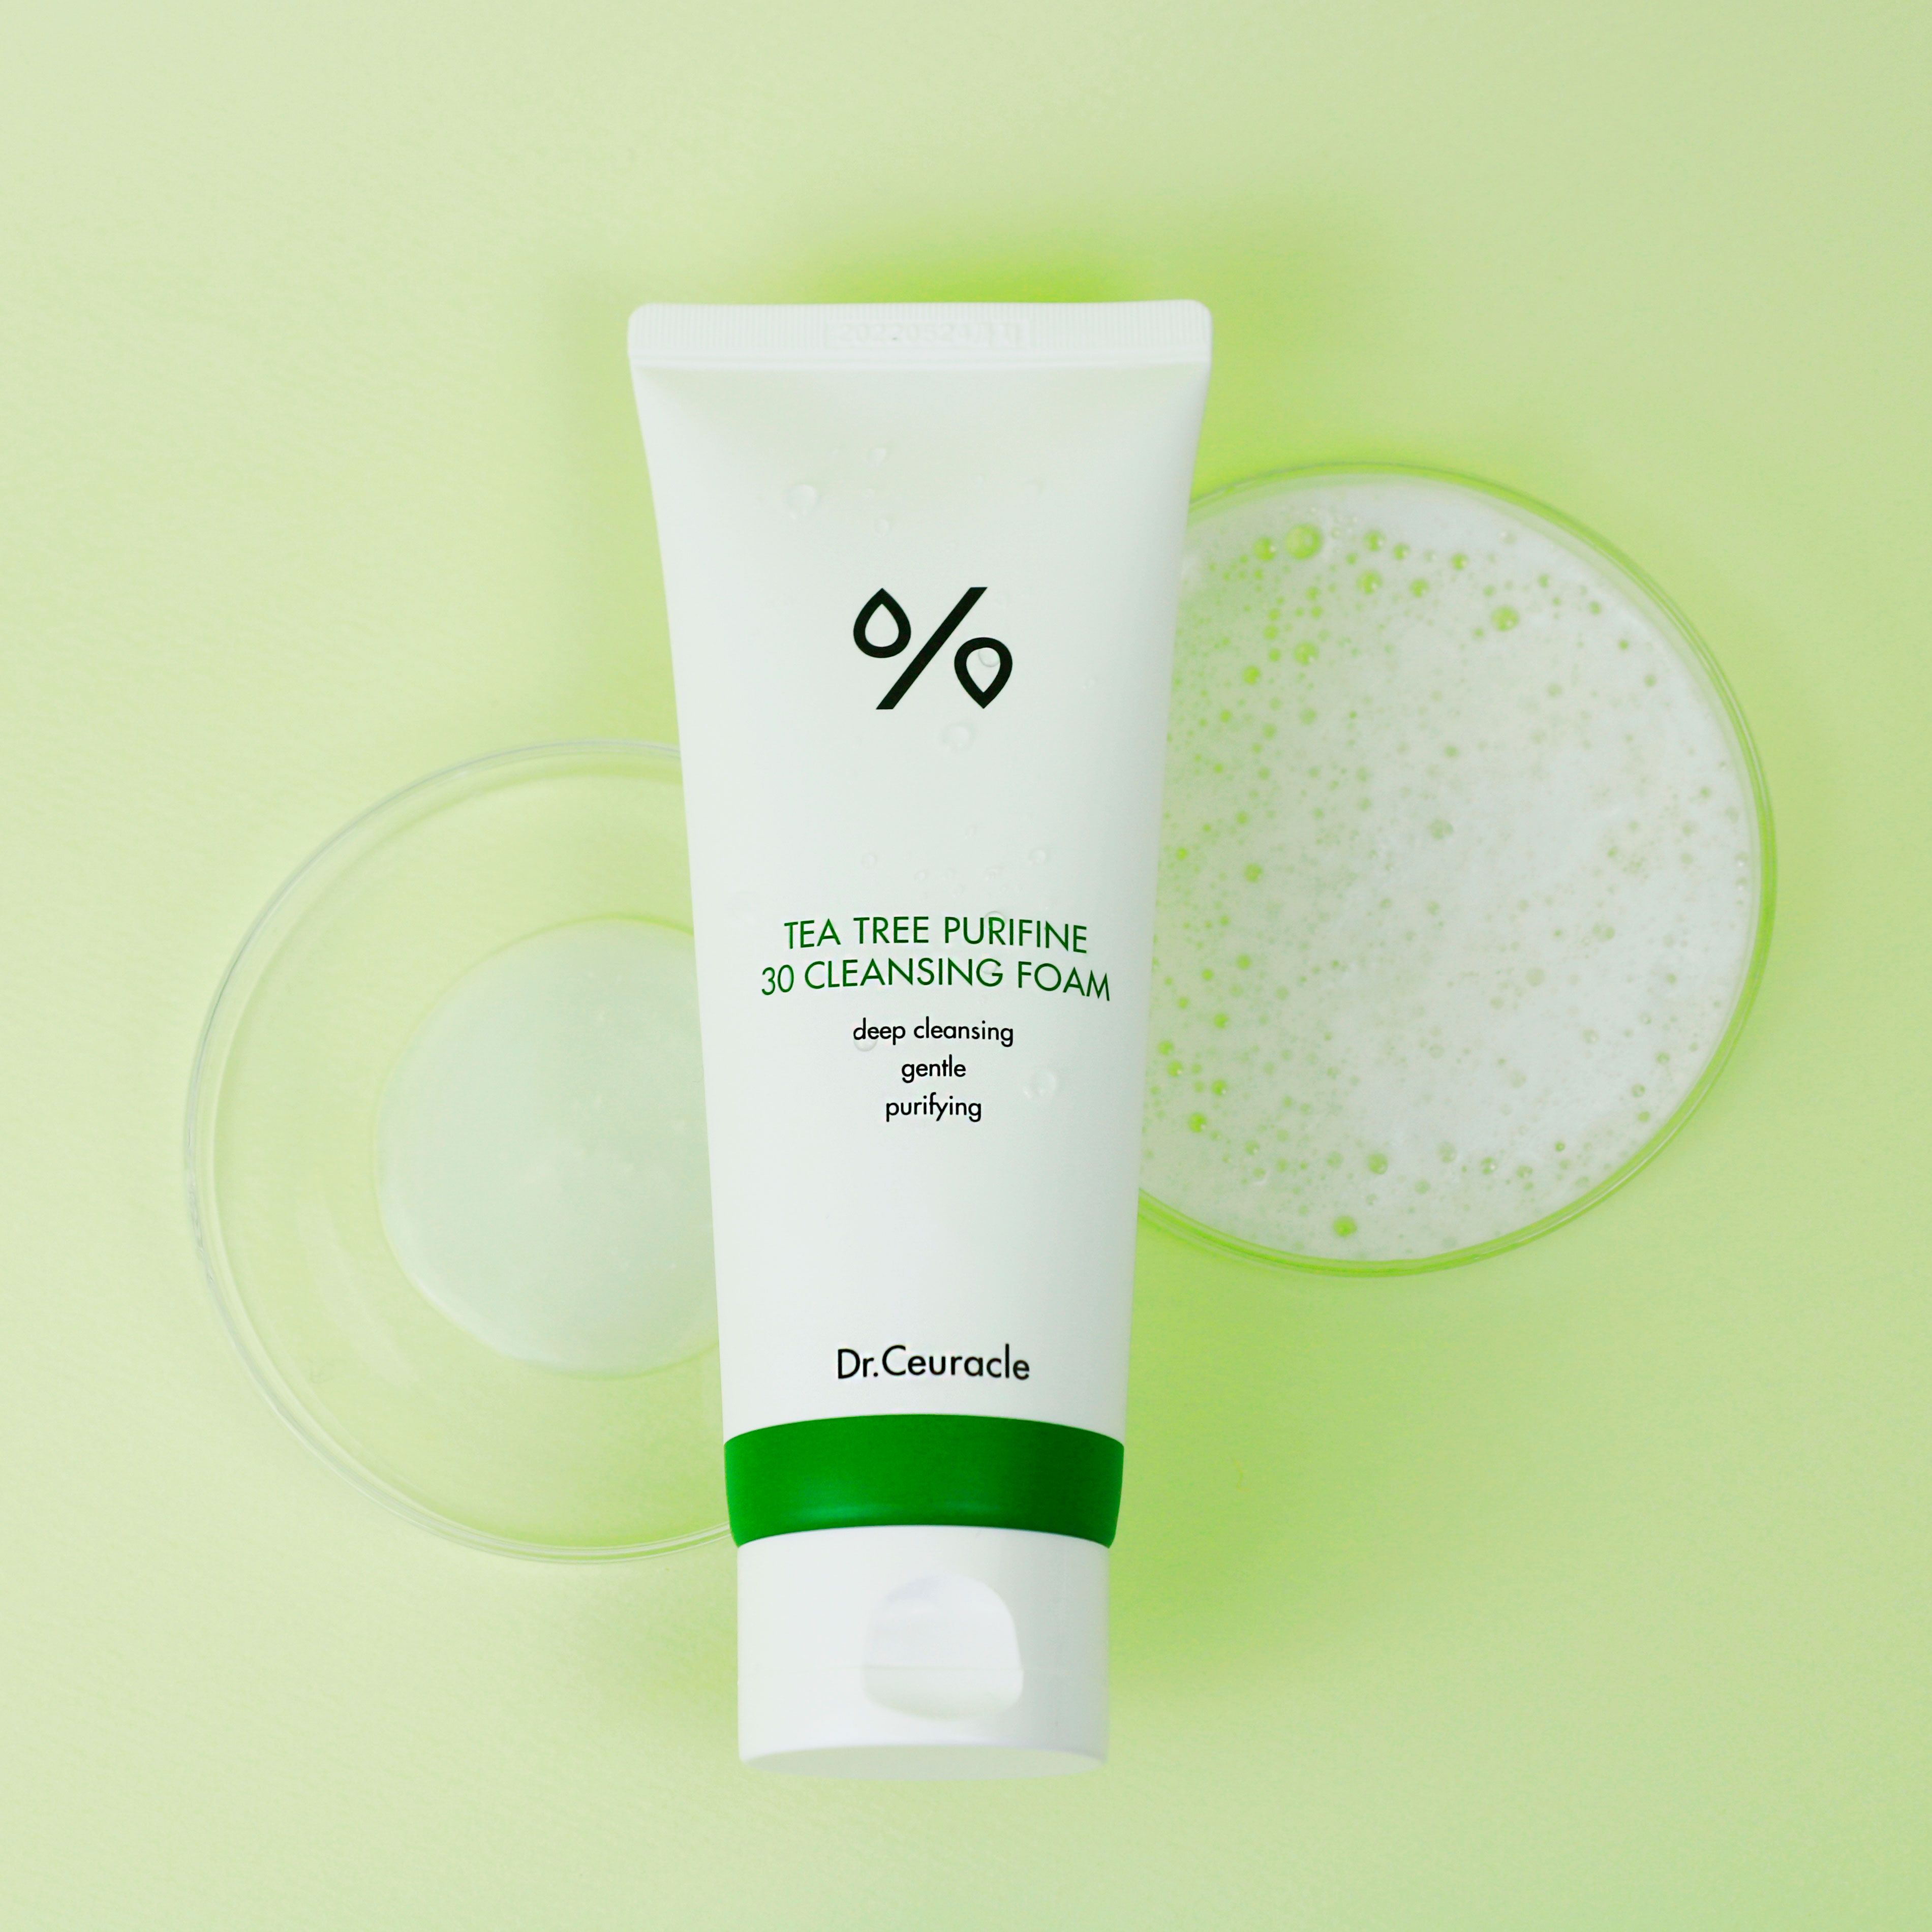 %
TEA TREE PURIFINE
30 CLEANSING FOAM
deep cleansing
gentle
purifying
Dr.Ceuracle